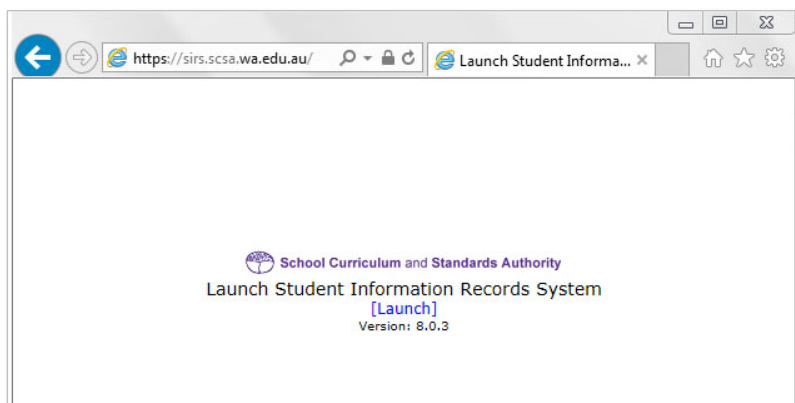 https://sirs.scsa.wa.edu.au/
Launch Student Informa...
School Curriculum and Standards Authority
Launch Student Information Records System
[Launch]
Version: 8.0.3